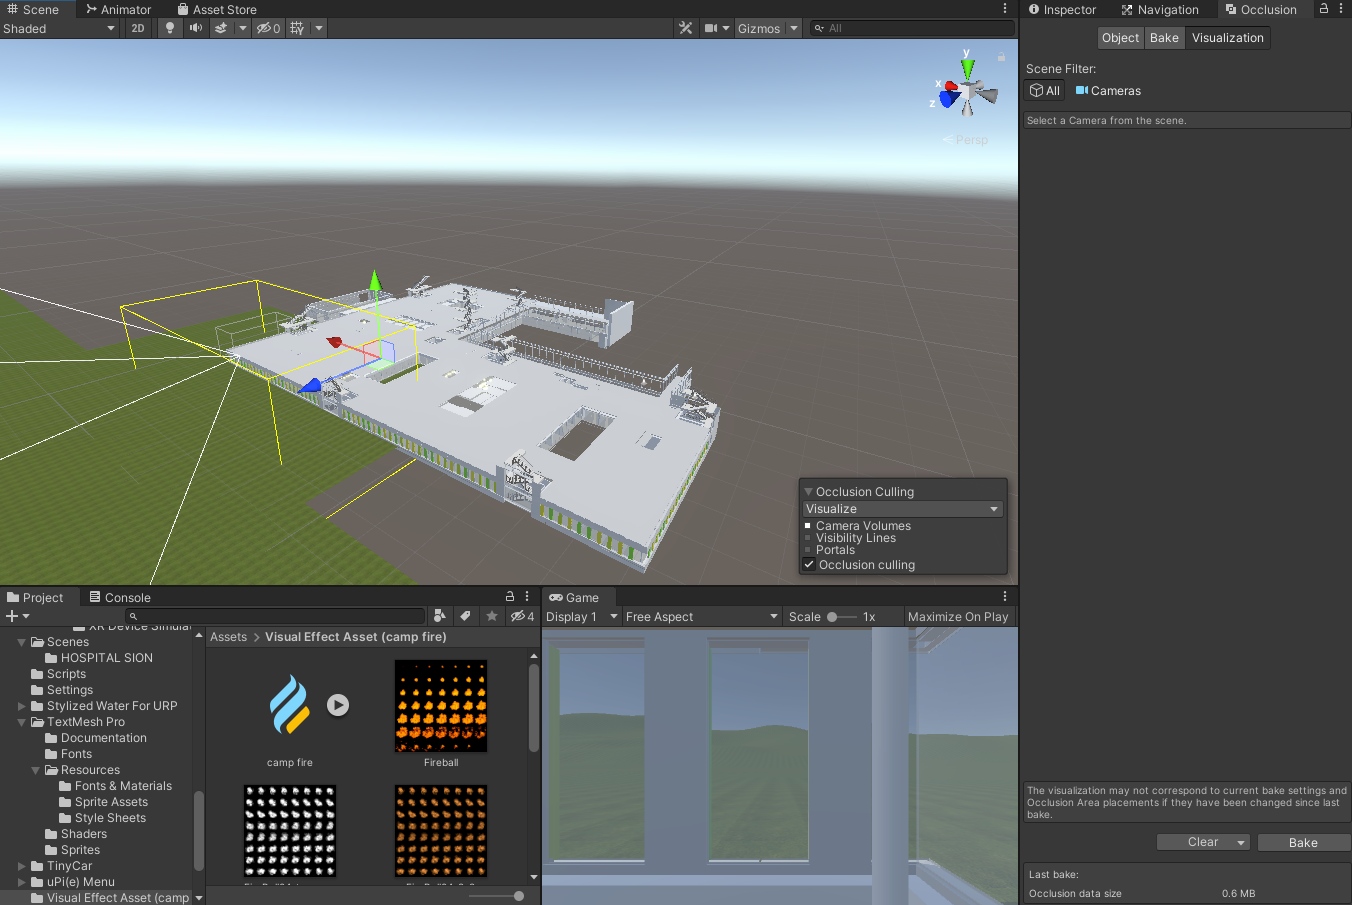 Scene
Animator
Asset Store
Inspector
Navigation
Occlusion
Shaded
2D
0
Gizmos
All
Object
Bake
Visualization
Scene Filter:
All
Cameras
Select a Camera from the scene.
y
x
z
Persp
Occlusion Culling
Visualize
Camera Volumes
Visibility Lines
Portals
Occlusion culling
Project
Console
4
Game
Display 1
Free Aspect
Scale
1x
Maximize On Play
Scenes
HOSPITAL SION
Scripts
Settings
Stylized Water For URP
TextMesh Pro
Documentation
Fonts
Resources
Fonts & Materials
Sprite Assets
Style Sheets
Shaders
Sprites
TinyCar
uPi(e) Menu
Visual Effect Asset (camp
Assets > Visual Effect Asset (camp fire)
camp fire
Fireball
The visualization may not correspond to current bake settings and
Occlusion Area placements if they have been changed since last
bake.
Clear
Bake
Last bake:
Occlusion data size
0.6 MB